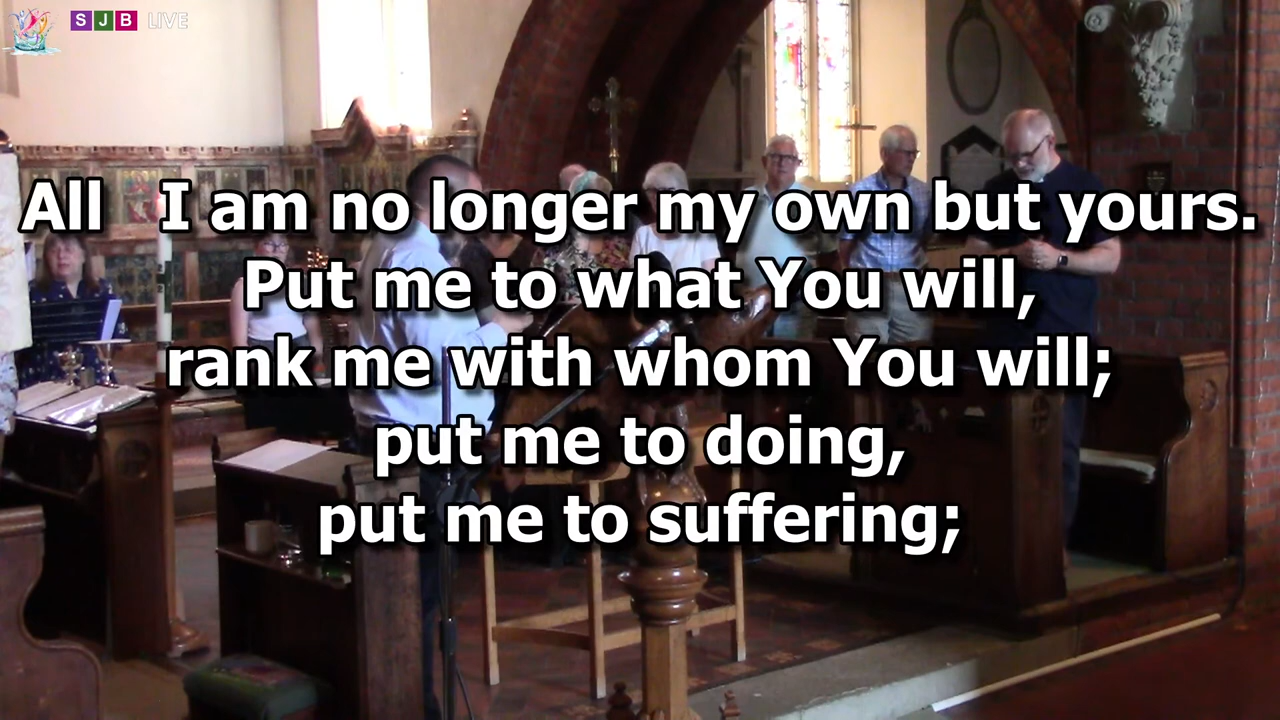 SJB LIVE
All I am no longer my own but yours.
Put me to what You will,
rank me with whom You will;
put me to doing,
put me to suffering;